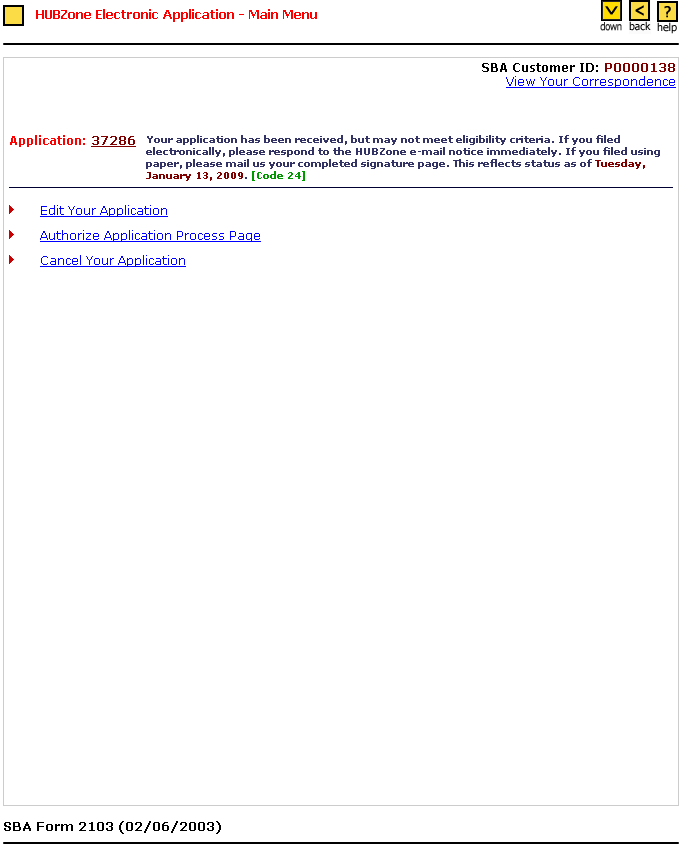 HUBZone Electronic Application - Main Menu
down back help
SBA Customer ID: P0000138
View Your Correspondence
Application: 37286 Your application has been received, but may not meet eligibility criteria. If you filed
electronically, please respond to the HUBZone e-mail notice immediately. If you filed using
paper, please mail us your completed signature page. This reflects status as of Tuesday,
January 13, 2009. [Code 24]
Edit Your Application
Authorize Application Process Page
Cancel Your Application
SBA Form 2103 (02/06/2003)